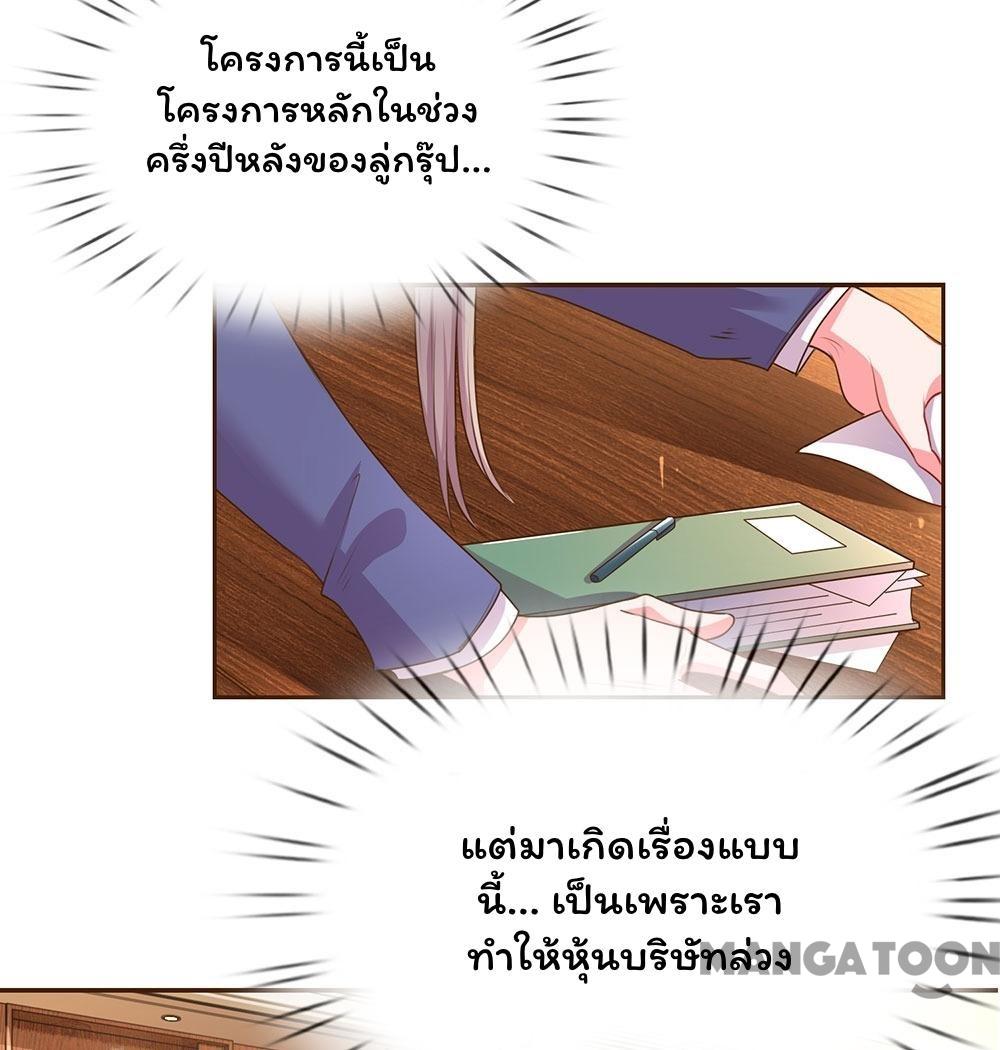 โครงการนี้เป็น
โครงการหลักในช่วง
ครึ่งปีหลังของลู่กรุ๊ป...
แต่มาเกิดเรื่องแบบ
นี้... เป็นเพราะเรา
ทำให้หุ้นบริษัทล่วง
MANGATOON